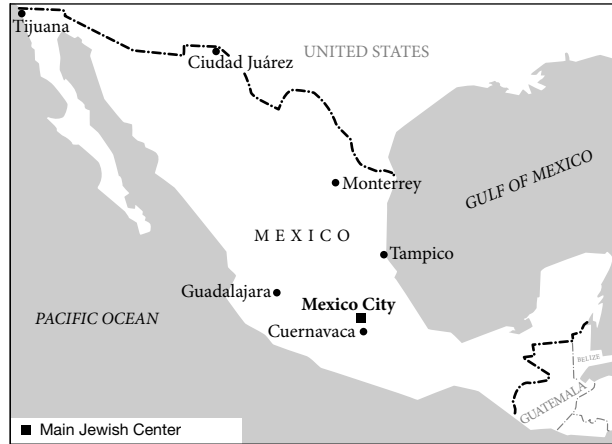 Tijuana
Ciudad Juárez
UNITED STATES
Monterrey
GULF OF MEXICO
MEXICO
Tampico
Guadalajara
Mexico City
PACIFIC OCEAN
Cuernavaca
BELIZE
GUATEMALA
Main Jewish Center